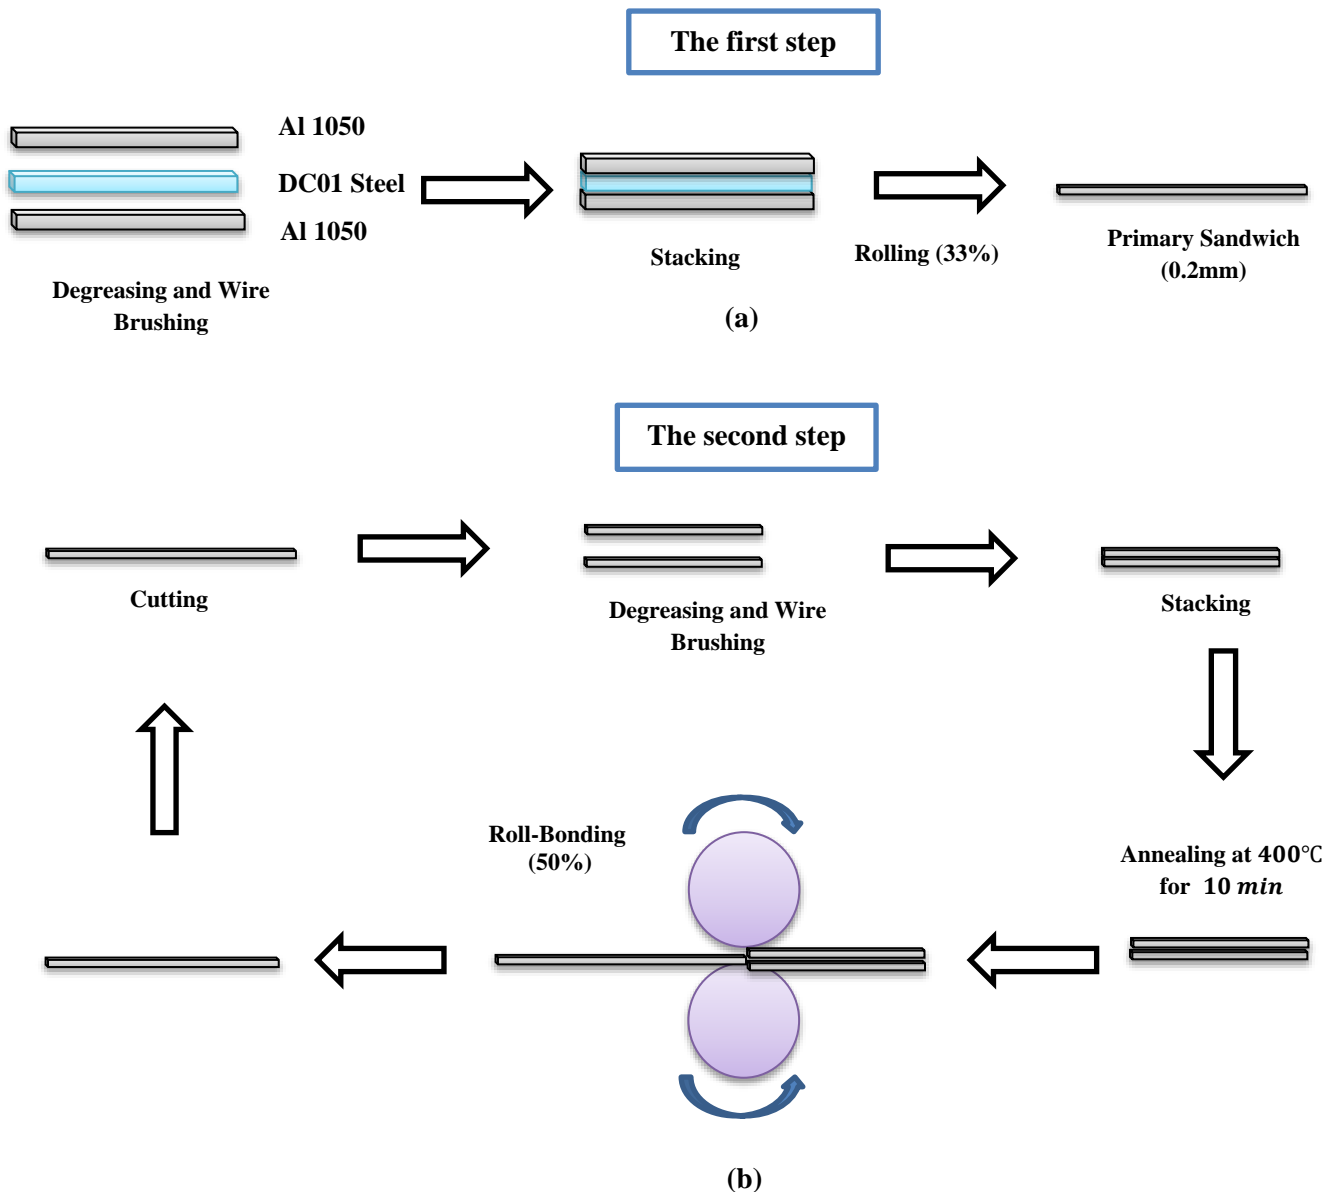 The first step
Al 1050
DC01 Steel
Al 1050
Degreasing and Wire
Brushing
Stacking
Rolling (33%)
Primary Sandwich
(0.2mm)
(a)
The second step
Cutting
Degreasing and Wire
Brushing
Stacking
Roll-Bonding
(50%)
Annealing at 400℃
for 10 min
(b)